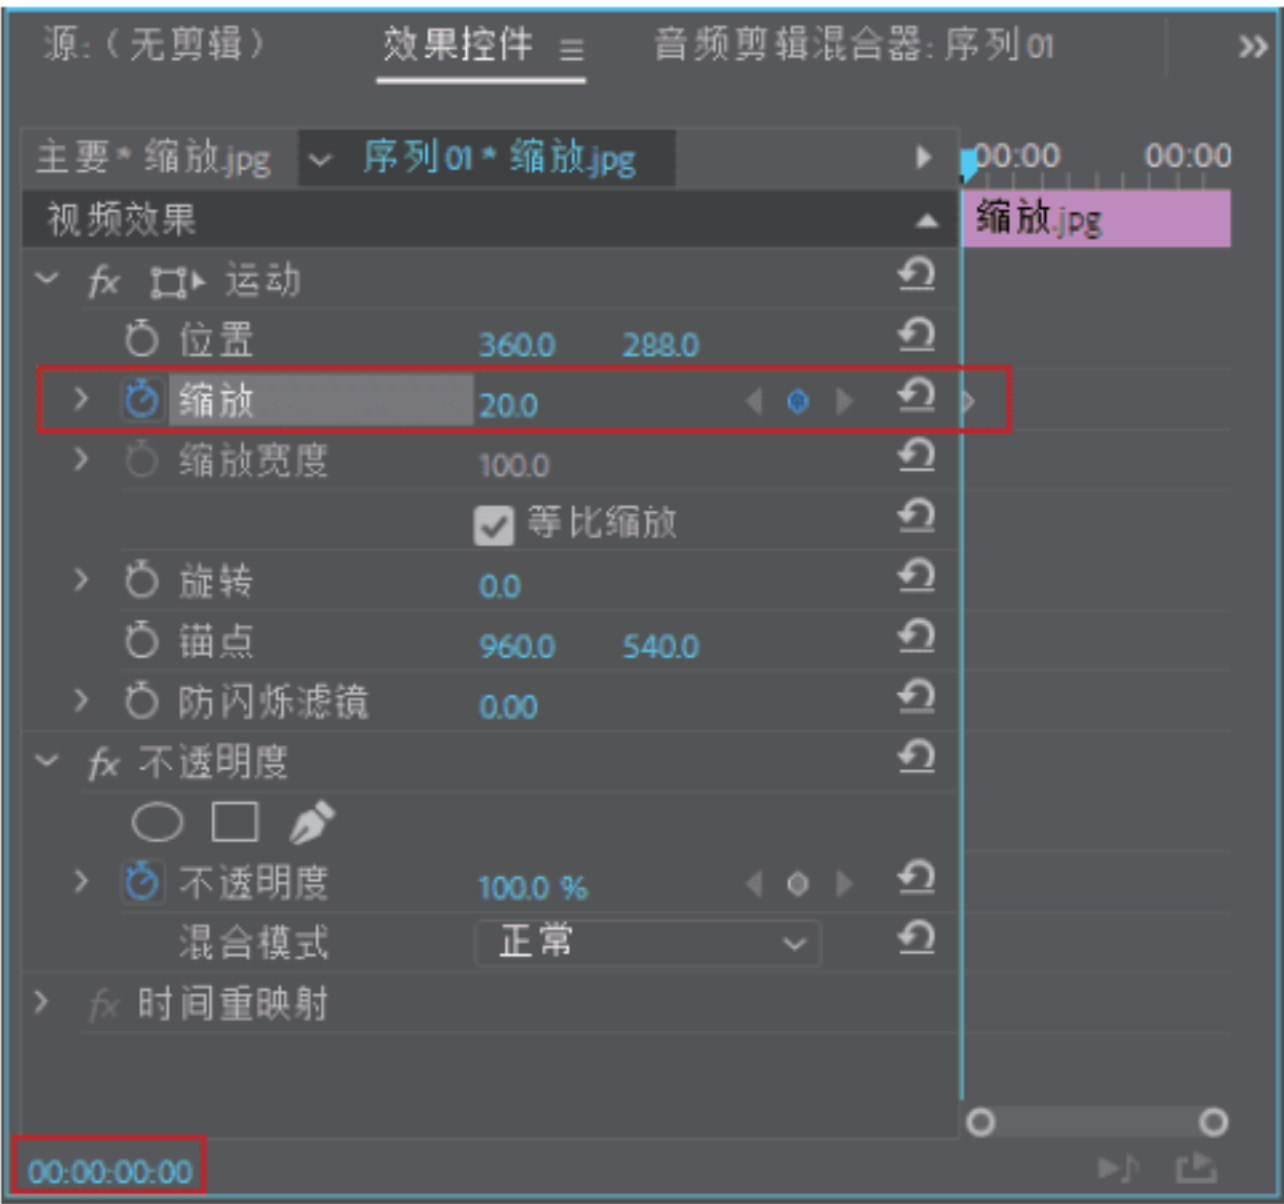 源:（无剪辑） 效果控件 音频剪辑混合器: 序列 01
主要* 缩放.jpg 序列 01 * 缩放.jpg 00:00 00:00
视频效果 缩放.jpg
fx 运动
位置 360.0 288.0
缩放 20.0
缩放宽度 100.0
等比缩放
旋转 0.0
锚点 960.0 540.0
防闪烁滤镜 0.00
fx 不透明度
不透明度 100.0 %
混合模式 正常
fx 时间重映射
00:00:00:00